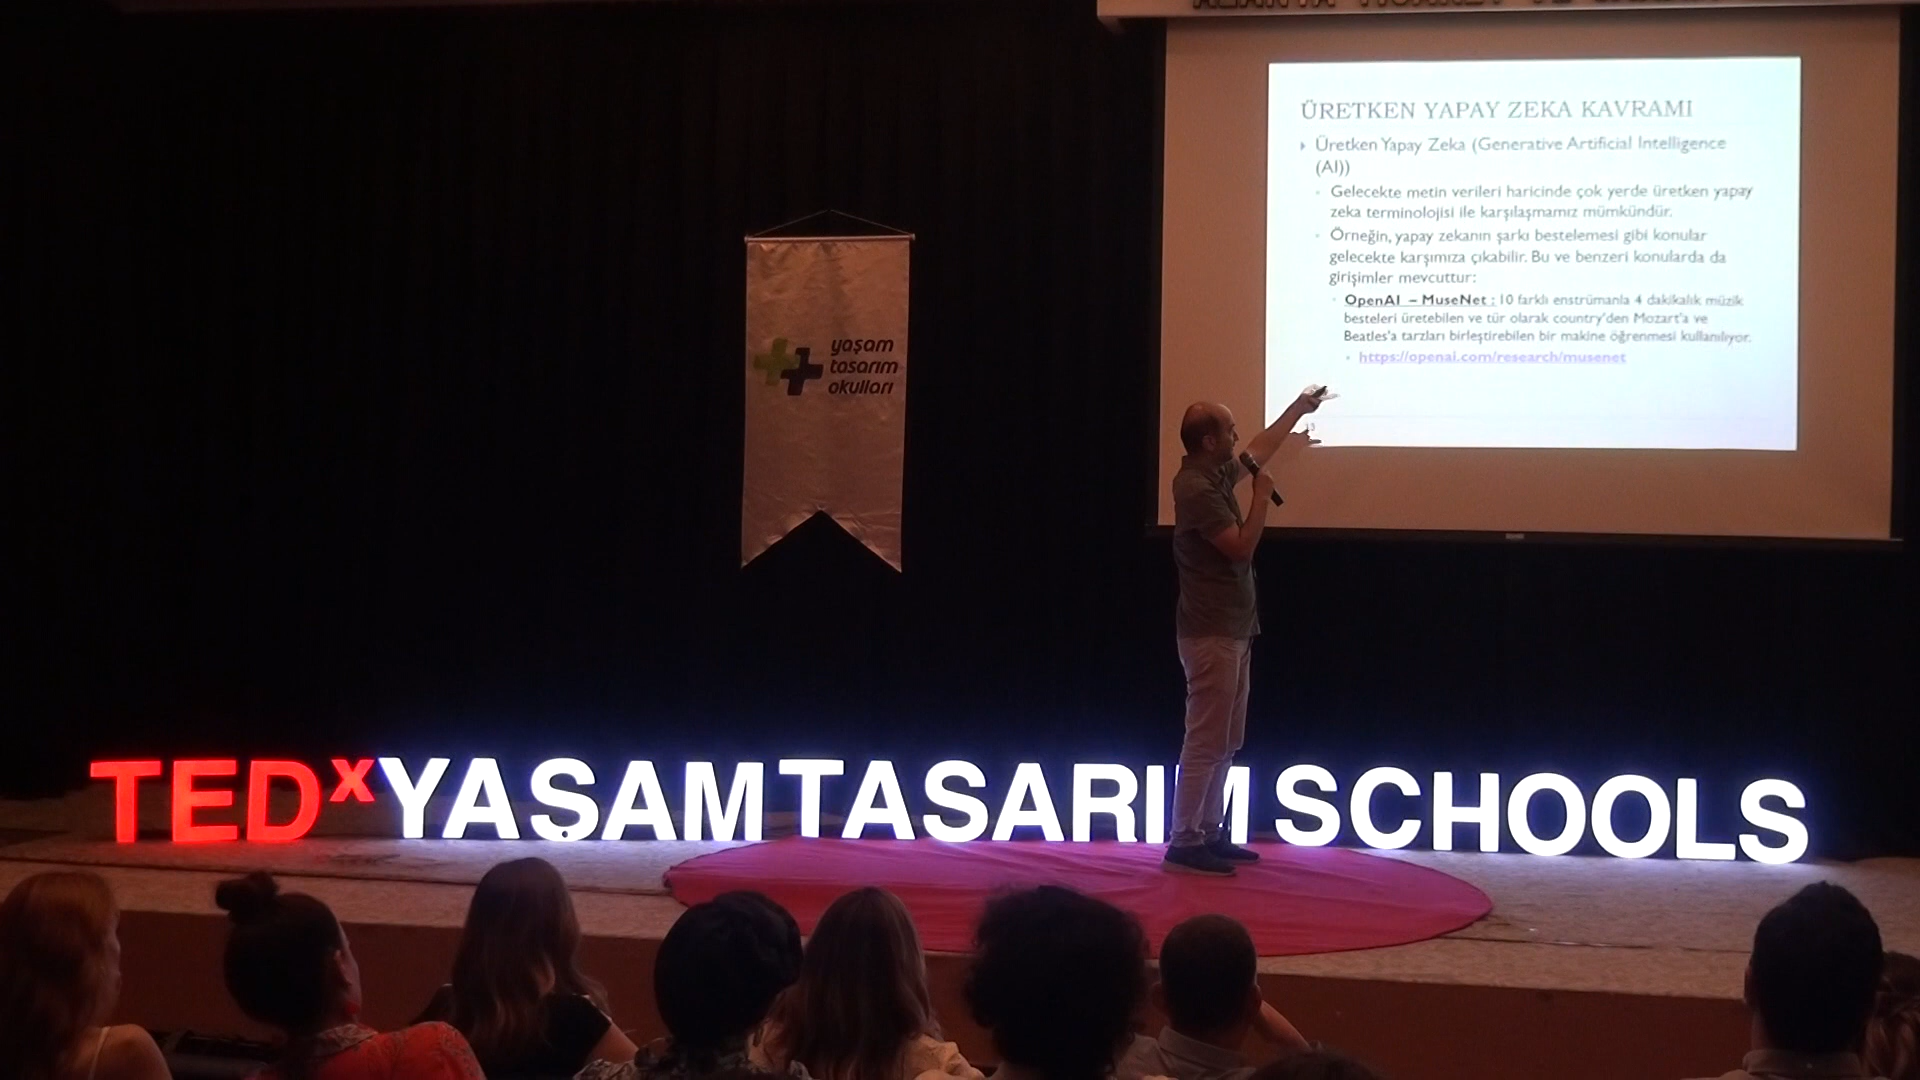 ÜRETKEN YAPAY ZEKA KAVRAMI
Üretken Yapay Zeka (Generative Artificial Intelligence
(AI))
Gelecekte metin verileri haricinde çok yerde üretken yapay
zeka terminolojisi ile karşılaşmamız mümkündür.
Örneğin, yapay zekanın şarkı bestelemesi gibi konular
gelecekte karşımıza çıkabilir. Bu ve benzeri konularda da
girişimler mevcuttur:
OpenAI – MuseNet : 10 farklı enstrümanla 4 dakikalık müzik
besteleri üretebilen ve tür olarak country'den Mozart'a ve
Beatles'a tarzları birleştirebilen bir makine öğrenmesi kullanılıyor.
https://openai.com/research/musenet
13
yaşam
tasarım
okulları
TEDxYAŞAM TASARIM SCHOOLS